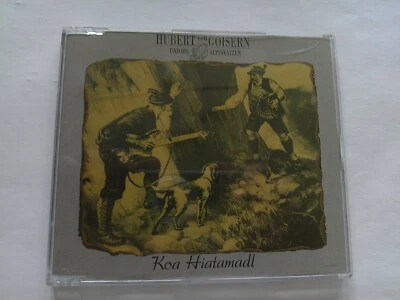 HUBERT VON GOISERN
UND DIE ALPINKATZEN
Koa Hiatamadl